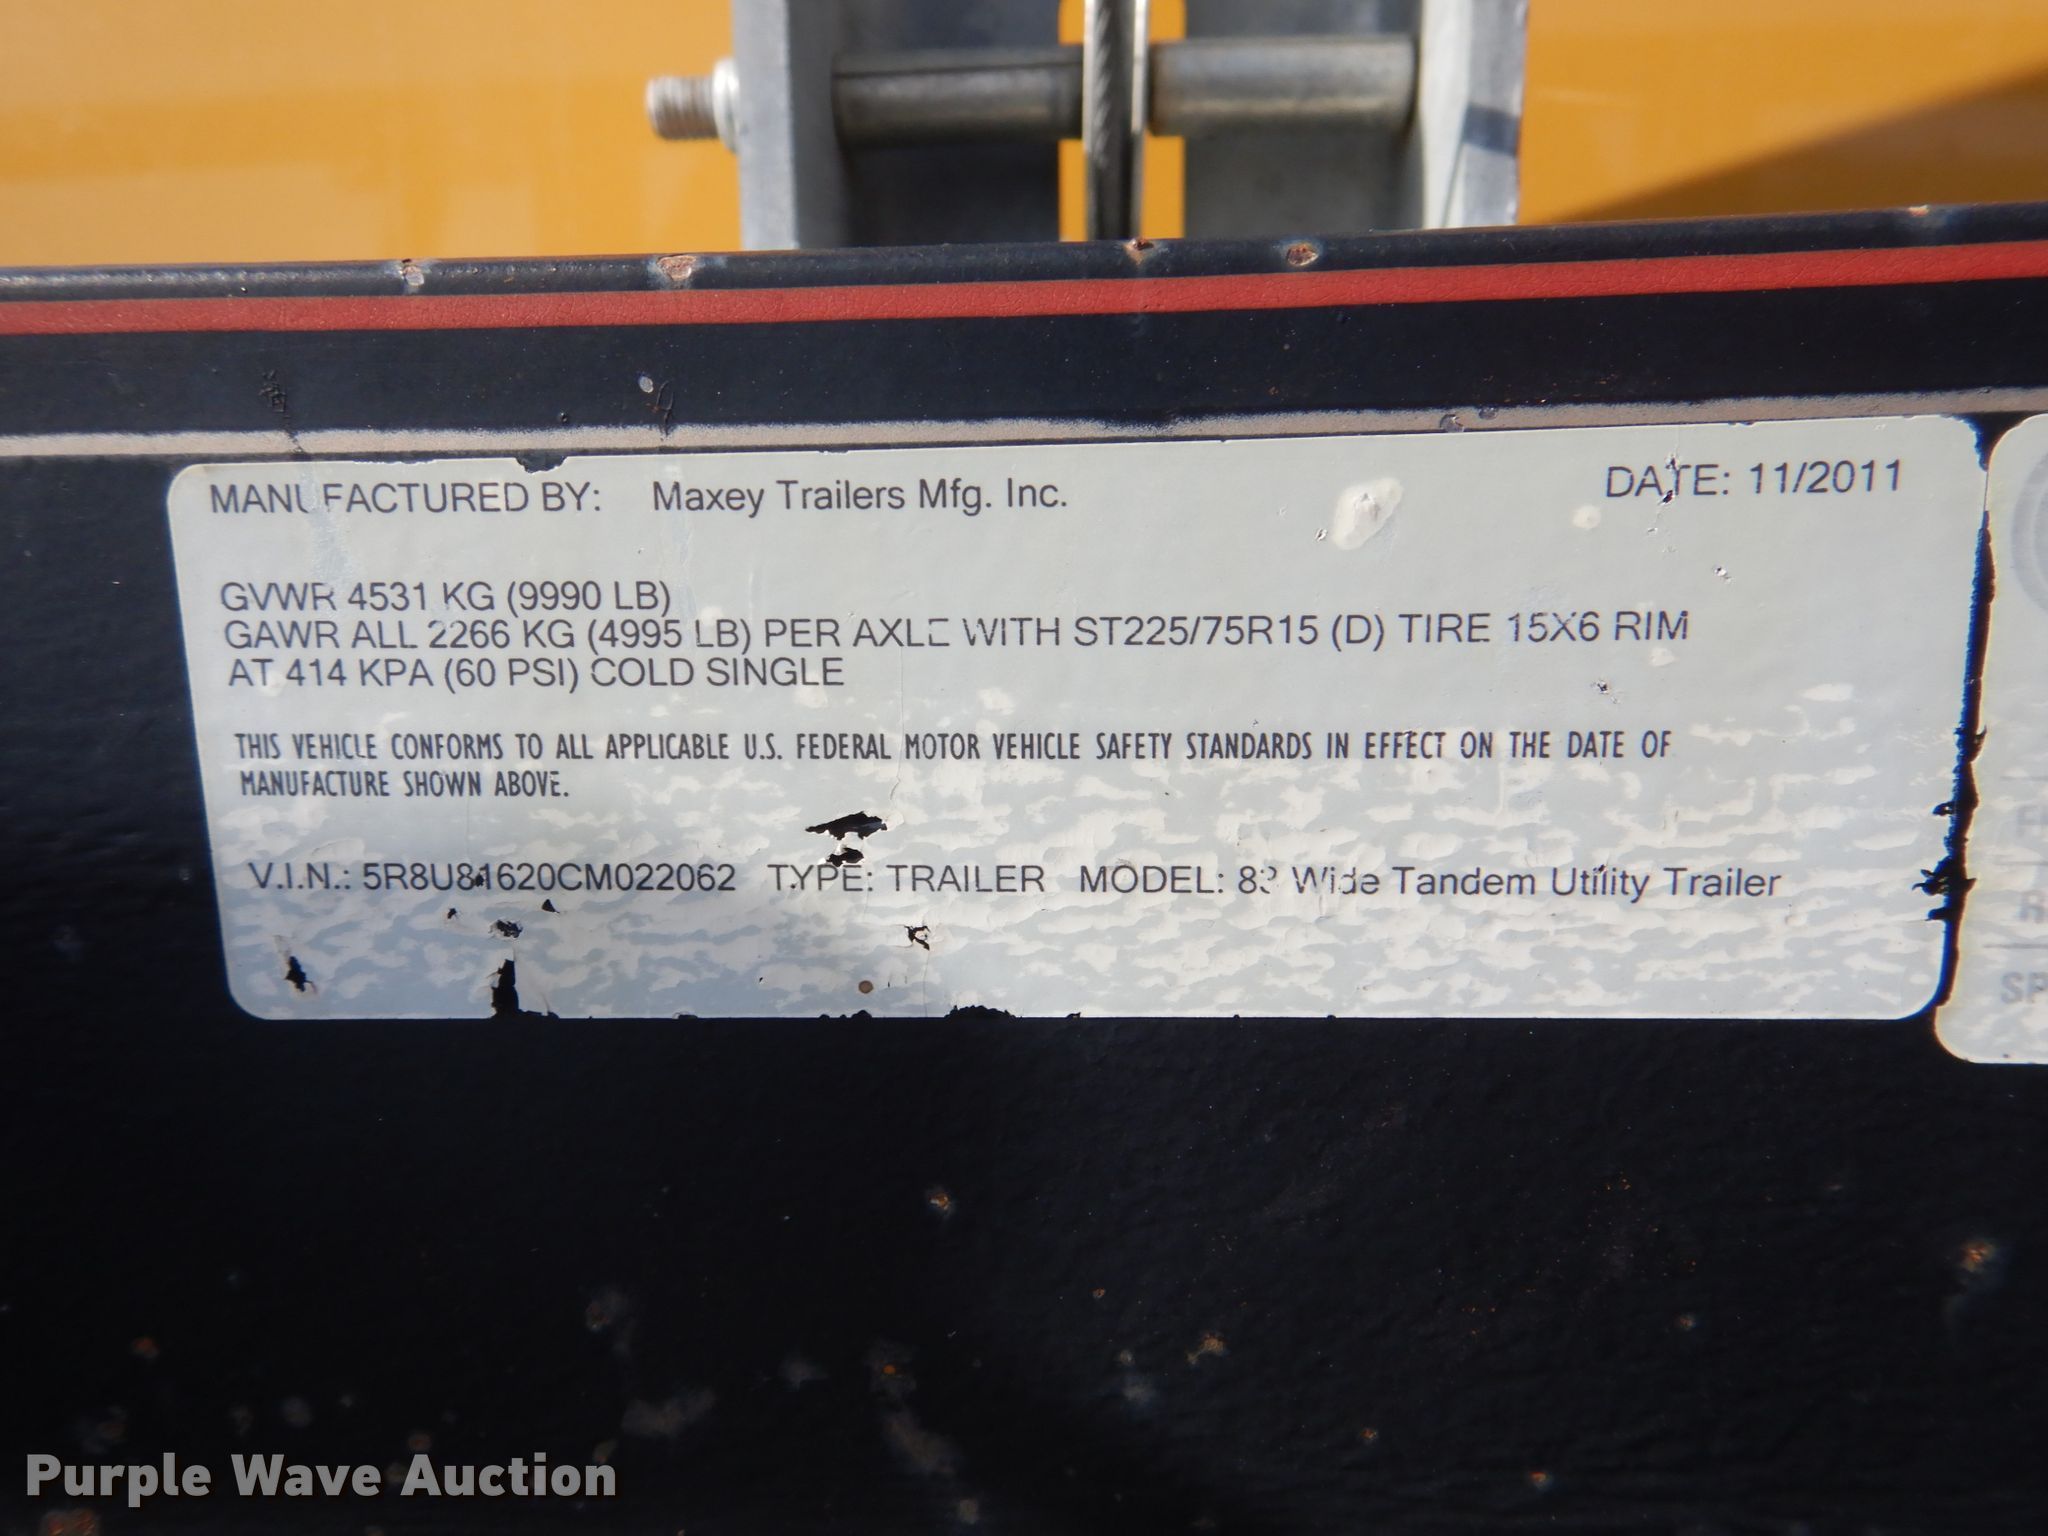 MANUFACTURED BY: Maxey Trailers Mfg. Inc. DATE: 11/2011
GVWR 4531 KG (9990 LB)
GAWR ALL 2266 KG (4995 LB) PER AXLE WITH ST225/75R15 (D) TIRE 15X6 RIM
AT 414 KPA (60 PSI) COLD SINGLE
THIS VEHICLE CONFORMS TO ALL APPLICABLE U.S. FEDERAL MOTOR VEHICLE SAFETY STANDARDS IN EFFECT ON THE DATE OF
MANUFACTURE SHOWN ABOVE.
V.I.N.: 5R8U81620CM022062 TYPE: TRAILER MODEL: 83 Wide Tandem Utility Trailer
SP
Purple Wave Auction